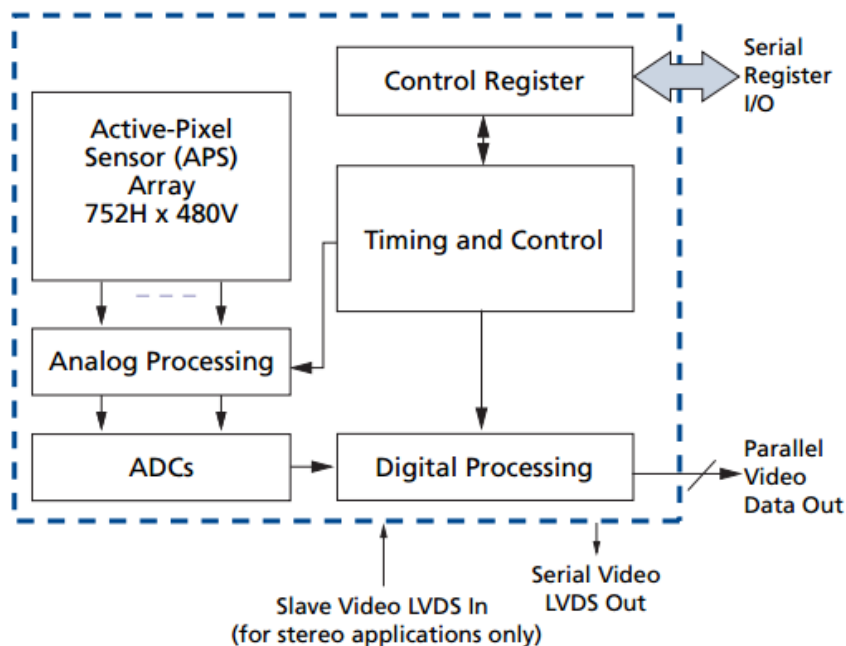 Control Register
Serial
Register
I/O
Active-Pixel
Sensor (APS)
Array
752H x 480V
Timing and Control
Analog Processing
ADCs
Digital Processing
Parallel
Video
Data Out
Slave Video LVDS In
(for stereo applications only)
Serial Video
LVDS Out